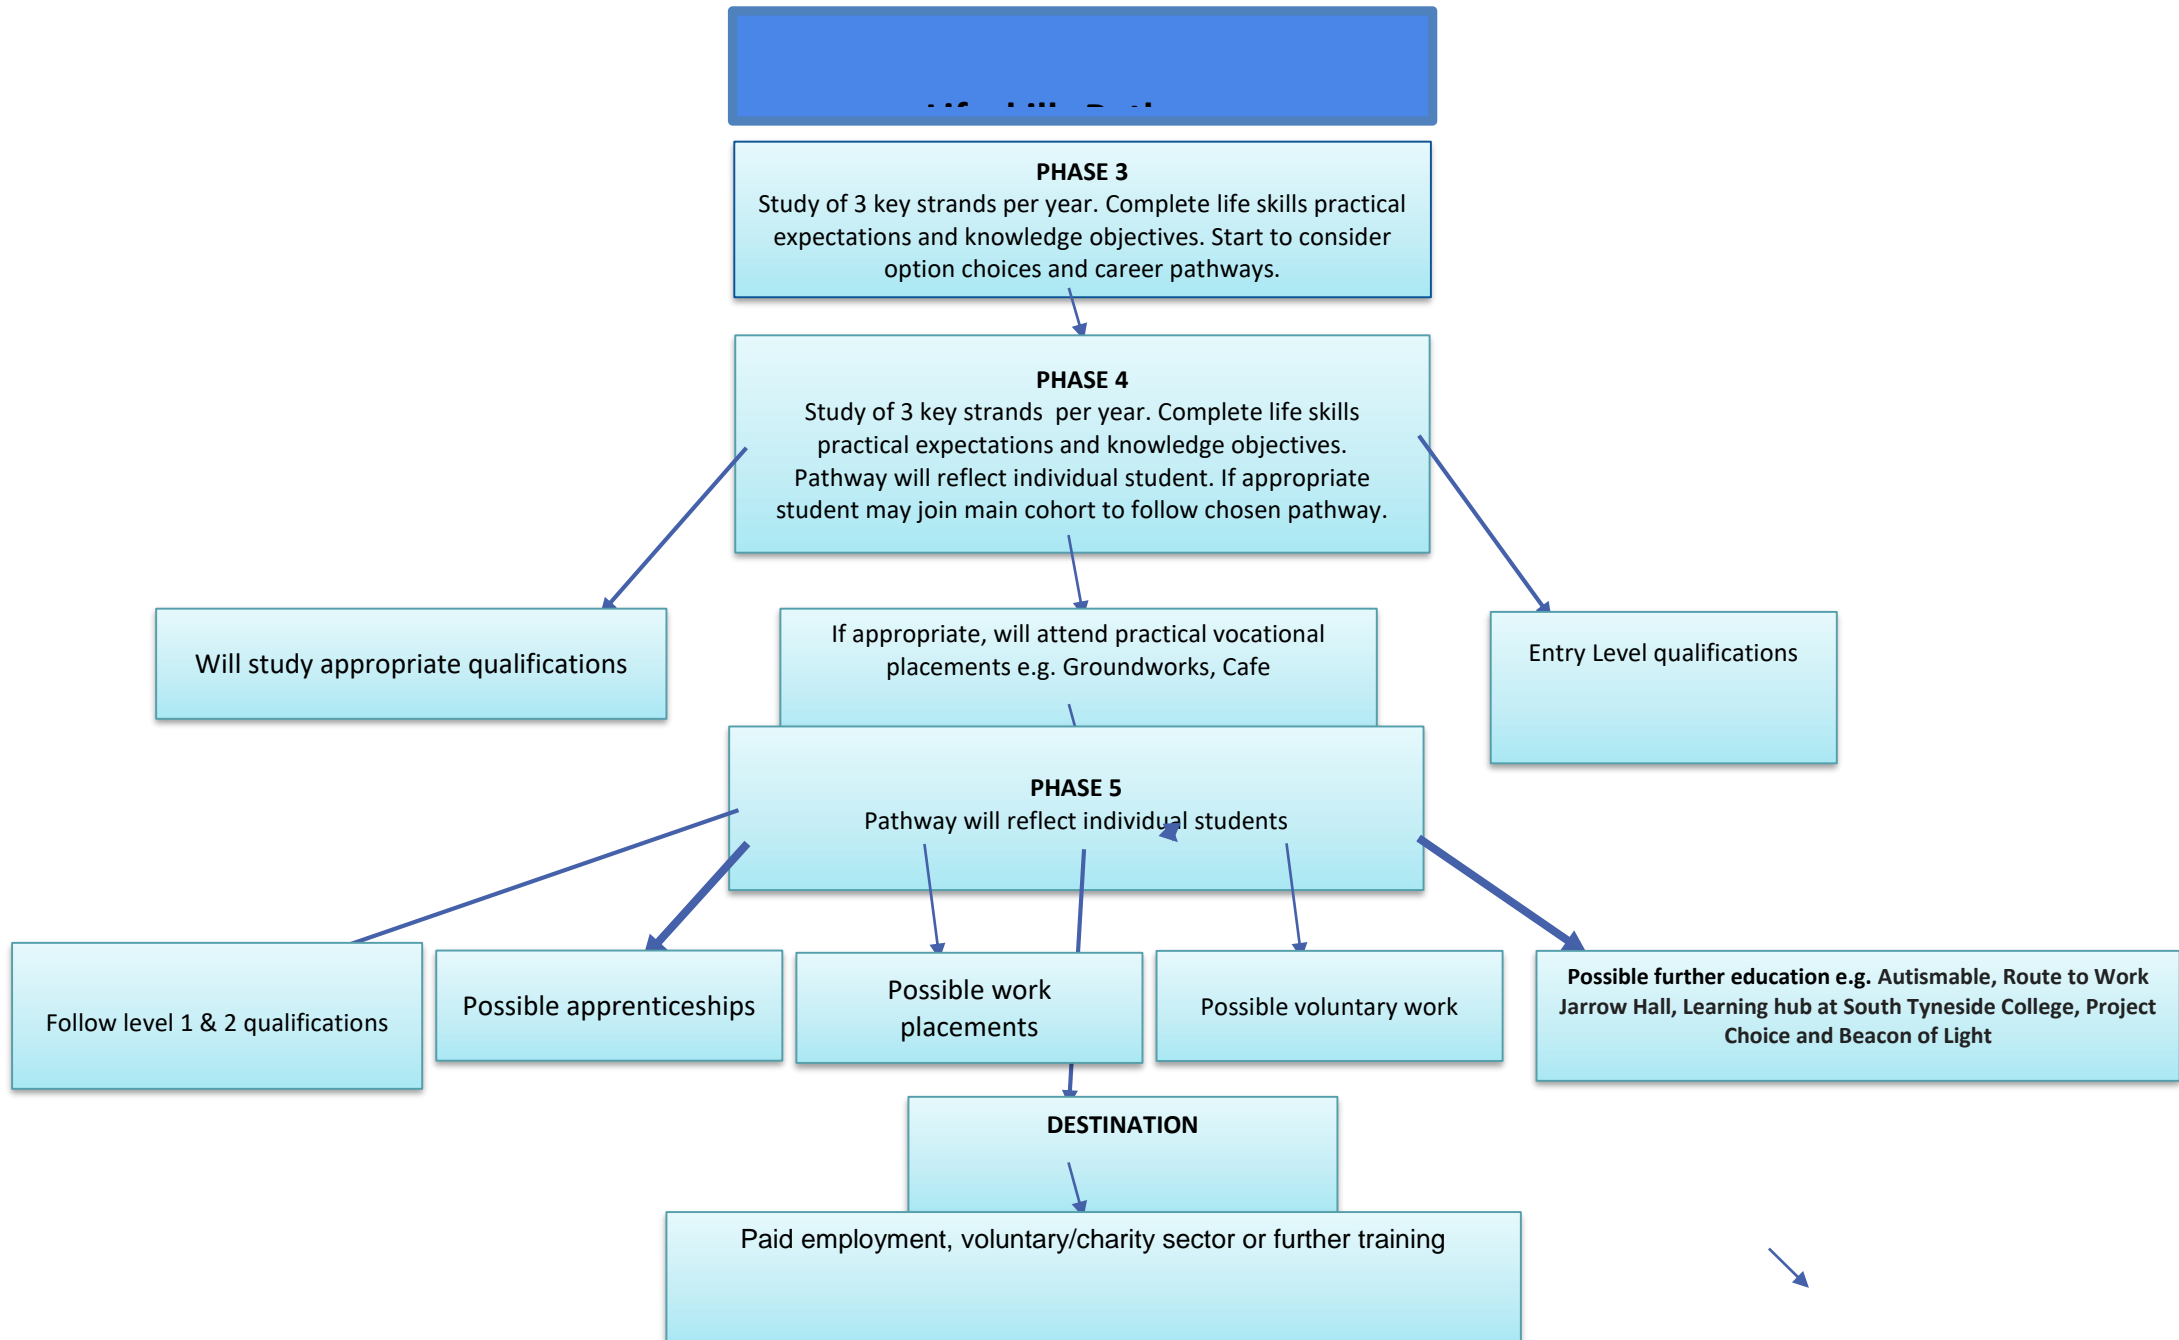 PHASE 3
Study of 3 key strands per year. Complete life skills practical
expectations and knowledge objectives. Start to consider
option choices and career pathways.
PHASE 4
Study of 3 key strands  per year. Complete life skills
practical expectations and knowledge objectives.
Pathway will reflect individual student. If appropriate
student may join main cohort to follow chosen pathway.
Will study appropriate qualifications
If appropriate, will attend practical vocational
placements e.g. Groundworks, Cafe
Entry Level qualifications
PHASE 5
Pathway will reflect individual students
Follow level 1 & 2 qualifications
Possible apprenticeships
Possible work
placements
Possible voluntary work
Possible further education e.g. Autismable, Route to Work
Jarrow Hall, Learning hub at South Tyneside College, Project
Choice and Beacon of Light
DESTINATION
Paid employment, voluntary/charity sector or further training